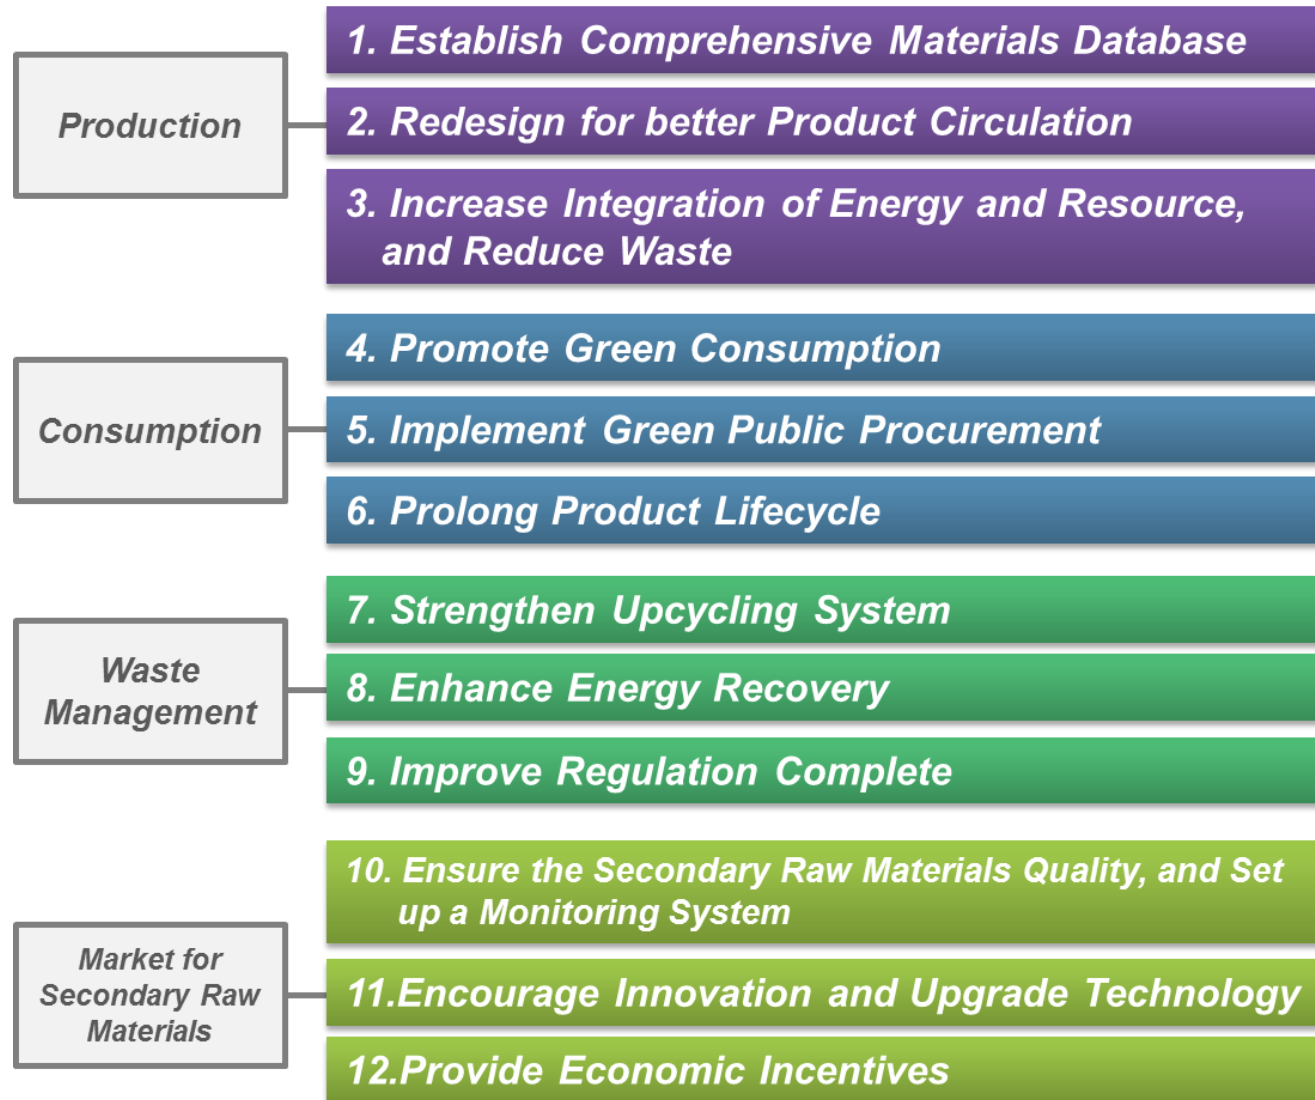 Production
1. Establish Comprehensive Materials Database
2. Redesign for better Product Circulation
3. Increase Integration of Energy and Resource,
and Reduce Waste
Consumption
4. Promote Green Consumption
5. Implement Green Public Procurement
6. Prolong Product Lifecycle
Waste
Management
7. Strengthen Upcycling System
8. Enhance Energy Recovery
9. Improve Regulation Complete
Market for
Secondary Raw
Materials
10. Ensure the Secondary Raw Materials Quality, and Set
up a Monitoring System
11.Encourage Innovation and Upgrade Technology
12.Provide Economic Incentives